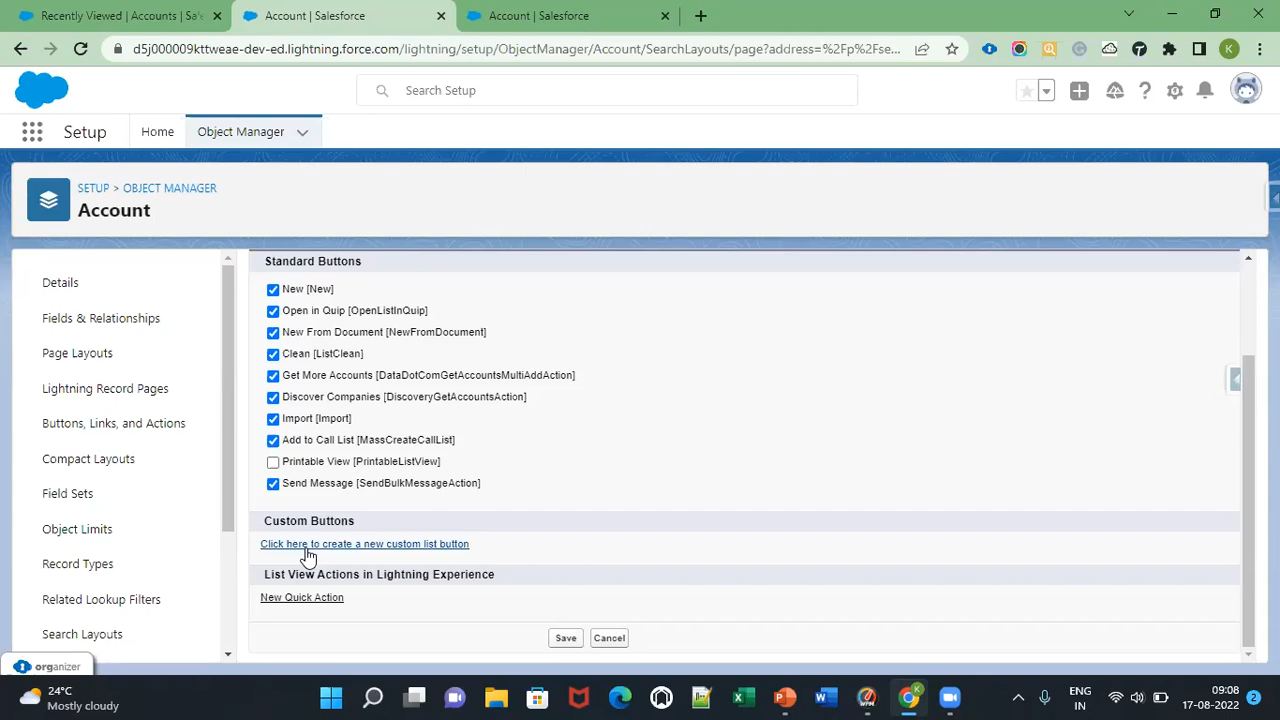 Recently Viewed | Accounts | Sa
Account | Salesforce
Account | Salesforce
d5j000009kttweae-dev-ed.lightning.force.com/lightning/setup/ObjectManager/Account/SearchLayouts/page?address=%2Fp%2Fse...
K
Search Setup
Setup
Home
Object Manager
SETUP > OBJECT MANAGER
Account
Details
Fields & Relationships
Page Layouts
Lightning Record Pages
Buttons, Links, and Actions
Compact Layouts
Field Sets
Object Limits
Record Types
Related Lookup Filters
Search Layouts
Standard Buttons
New [New]
Open in Quip [OpenListInQuip]
New From Document [NewFromDocument]
Clean [ListClean]
Get More Accounts [DataDotComGetAccountsMultiAddAction]
Discover Companies [DiscoveryGetAccountsAction]
Import [Import]
Add to Call List [MassCreateCallList]
Printable View [PrintableListView]
Send Message [SendBulkMessageAction]
Custom Buttons
Click here to create a new custom list button
List View Actions in Lightning Experience
New Quick Action
Save Cancel
organizer
24°C
Mostly cloudy
ENG
IN
09:08
17-08-2022
2